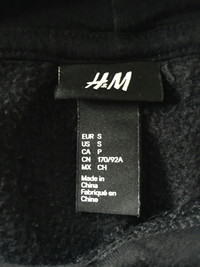 H&M
EUR S
US S
CA P
CN 170/92A
MX CH
Made in
China
Fabriqué en
Chine